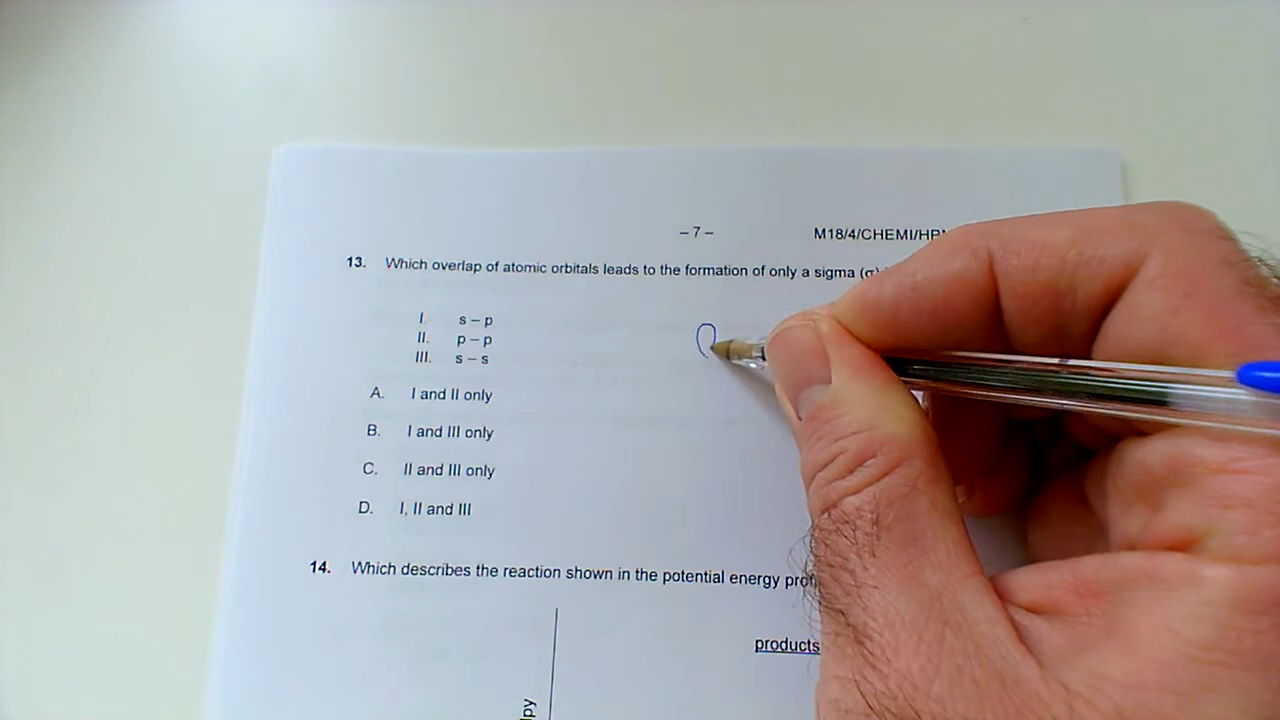 – 7 –
M18/4/CHEMI/HP
13. Which overlap of atomic orbitals leads to the formation of only a sigma (σ)
I. s – p
II. p – p
III. s – s
A. I and II only
B. I and III only
C. II and III only
D. I, II and III
14. Which describes the reaction shown in the potential energy
products